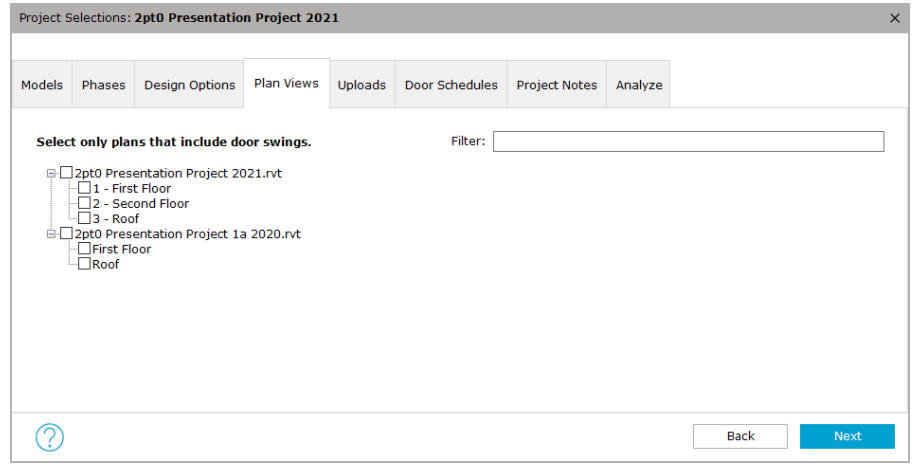 Project Selections: 2pt0 Presentation Project 2021
Models Phases Design Options Plan Views Uploads Door Schedules Project Notes Analyze
Select only plans that include door swings. Filter:
2pt0 Presentation Project 2021.rvt
1 - First Floor
2 - Second Floor
3 - Roof
2pt0 Presentation Project 1a 2020.rvt
First Floor
Roof
? Back Next